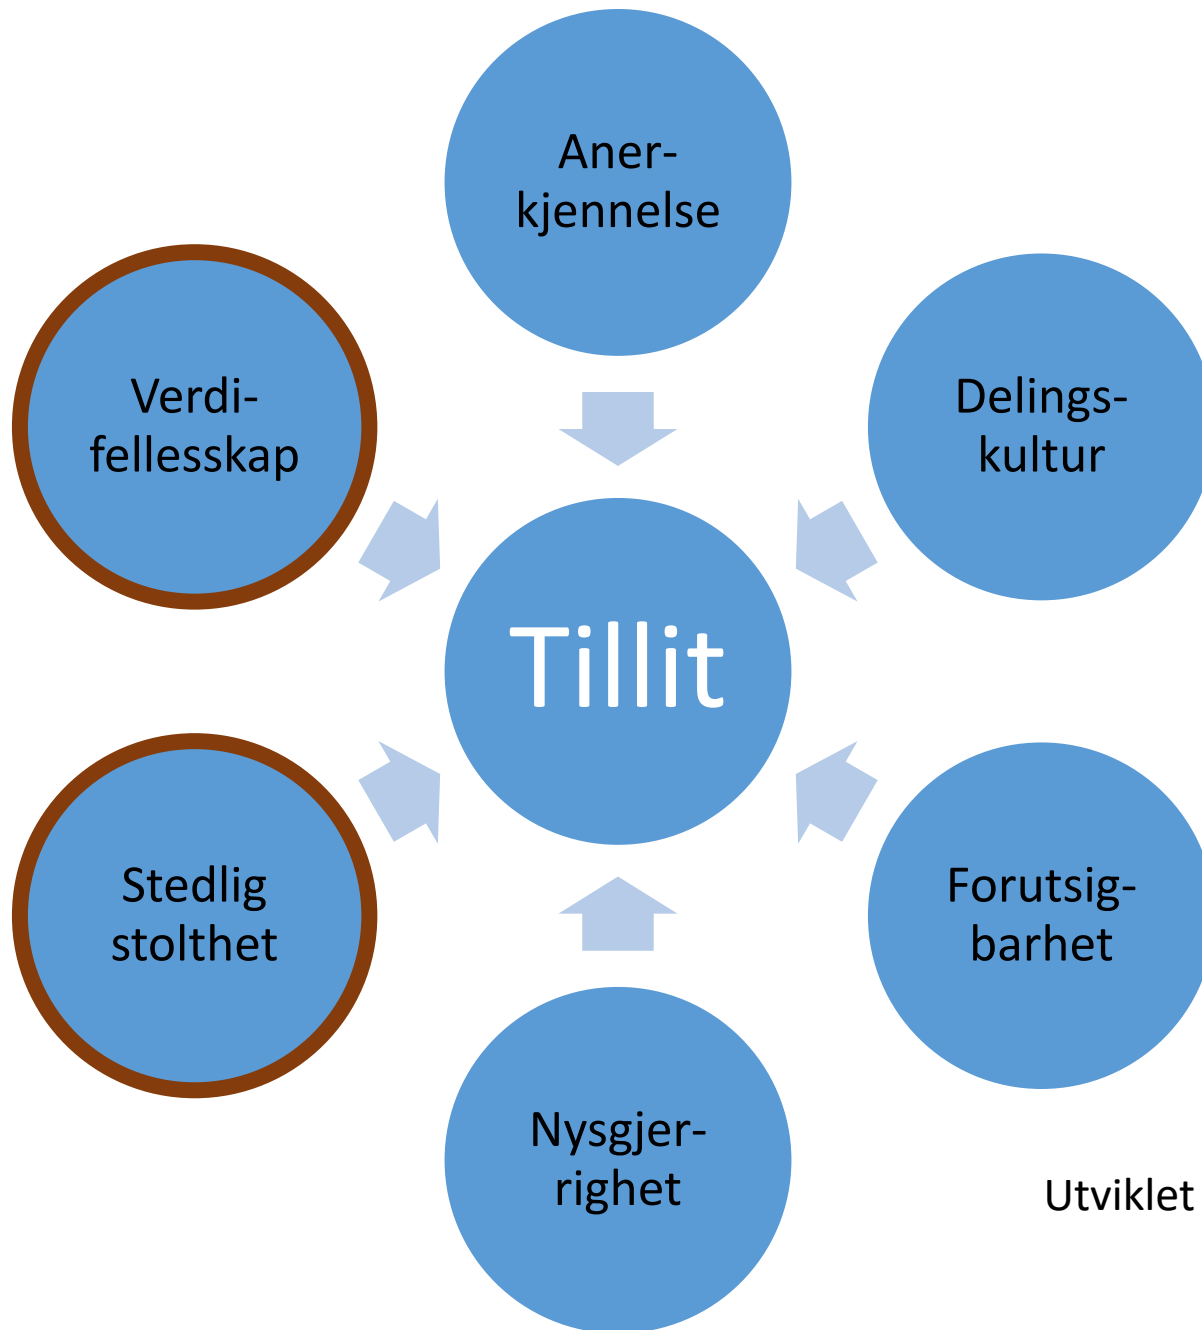 Aner-
kjennelse
Verdi-
fellesskap
Delings-
kultur
Tillit
Stedlig
stolthet
Forutsig-
barhet
Nysgjer-
righet
Utviklet